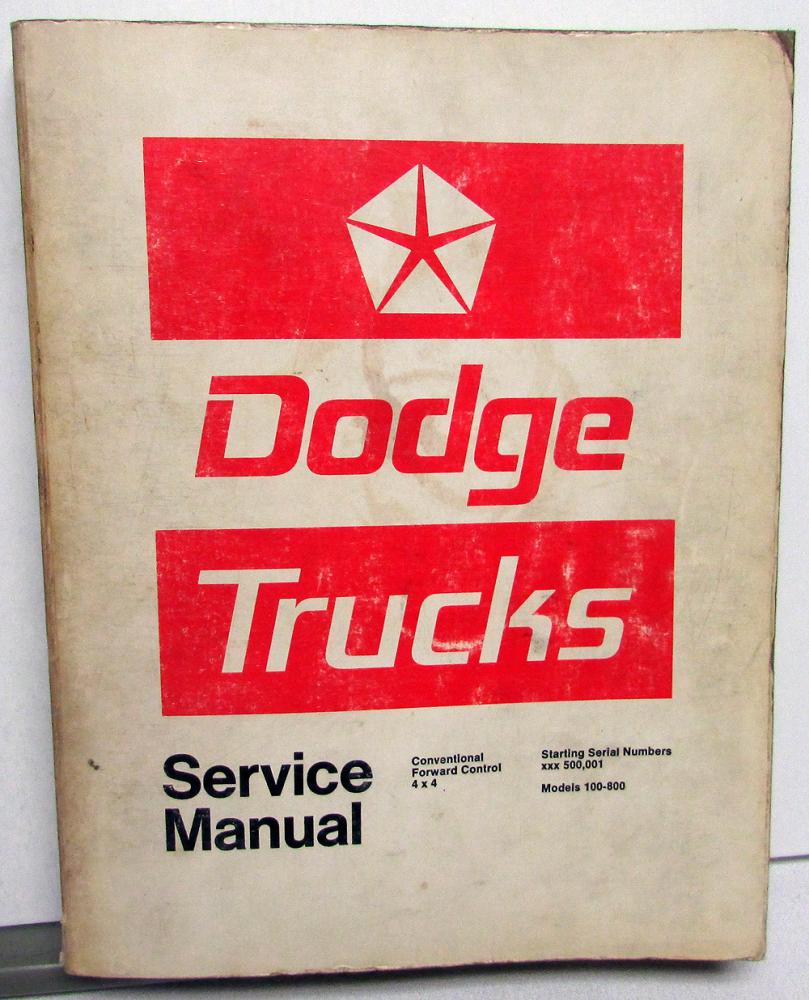 Dodge
Trucks
Service
Manual
Conventional
Forward Control
4 x 4
Starting Serial Numbers
xxx 500,001
Models 100-800